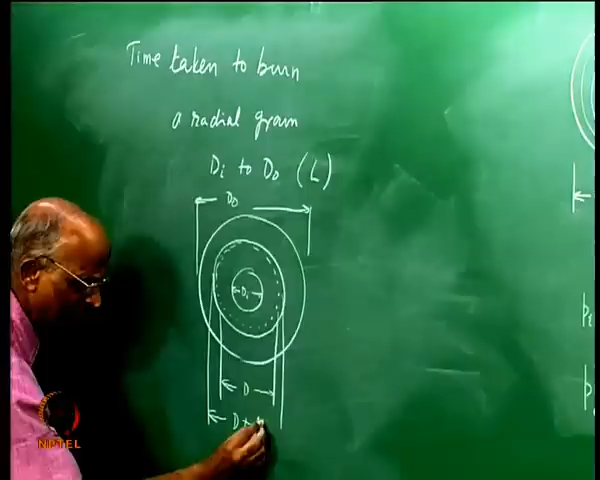 Time taken to burn
a radial grain
Di to Do (L)
Do
Di
D
D+
NPTEL